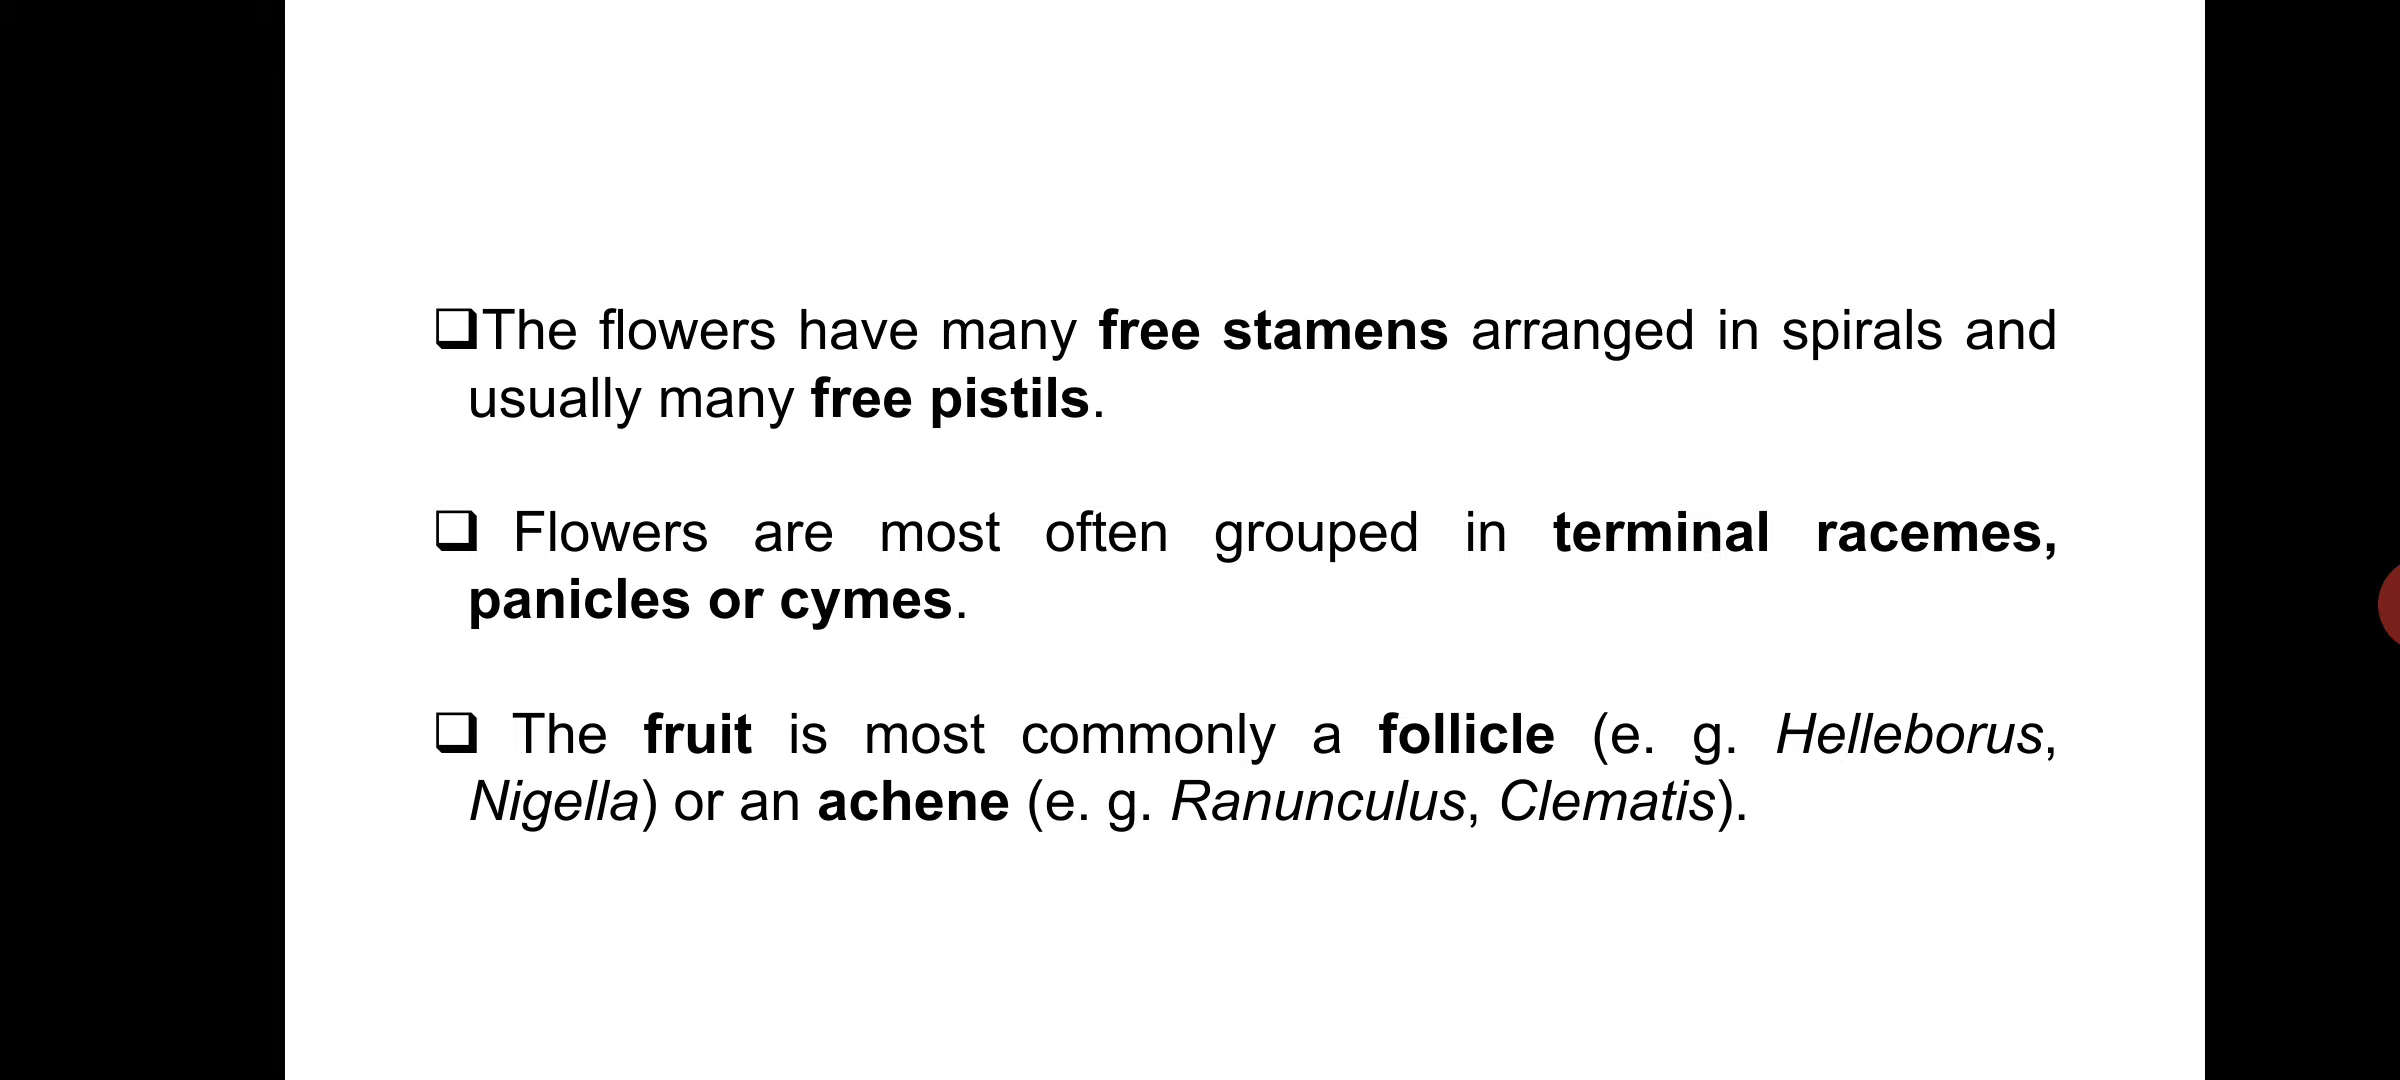 ❑The flowers have many free stamens arranged in spirals and
usually many free pistils.
❑ Flowers are most often grouped in terminal racemes,
panicles or cymes.
❑ The fruit is most commonly a follicle (e. g. Helleborus,
Nigella) or an achene (e. g. Ranunculus, Clematis).